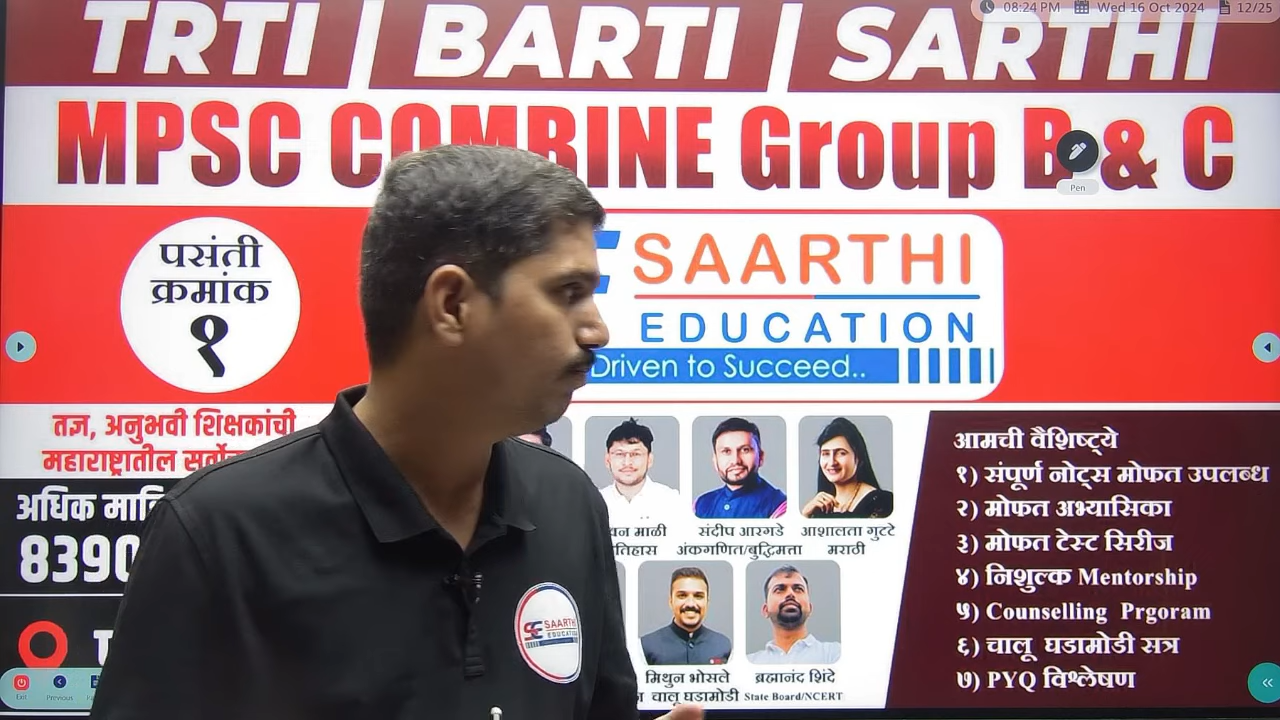 08:24 PM Wed 16 Oct 2024 12/25
TRTI | BARTI | SARTHI
MPSC COMBINE Group B & C
Pen
पसंती
क्रमांक
१
SAARTHI
EDUCATION
Driven to Succeed..
तज्ञ, अनुभवी शिक्षकांची
महाराष्ट्रातील
अधिक
8390
माळी
संदीप आरगडे
अंकगणित/बुद्धिमत्ता
आशालता गुट्टे
मराठी
मिथुन भोसले
चालू घडामोडी
ब्रह्मानंद शिंदे
State Board/NCERT
आमची वैशिष्ट्ये
१) संपूर्ण नोट्स मोफत उपलब्ध
२) मोफत अभ्यासिका
३) मोफत टेस्ट सिरीज
४) निशुल्क Mentorship
५) Counselling Prgoram
६) चालू घडामोडी सत्र
७) PYQ विश्लेषण
SE SAARTHI
EDUCATION
Exit Previous